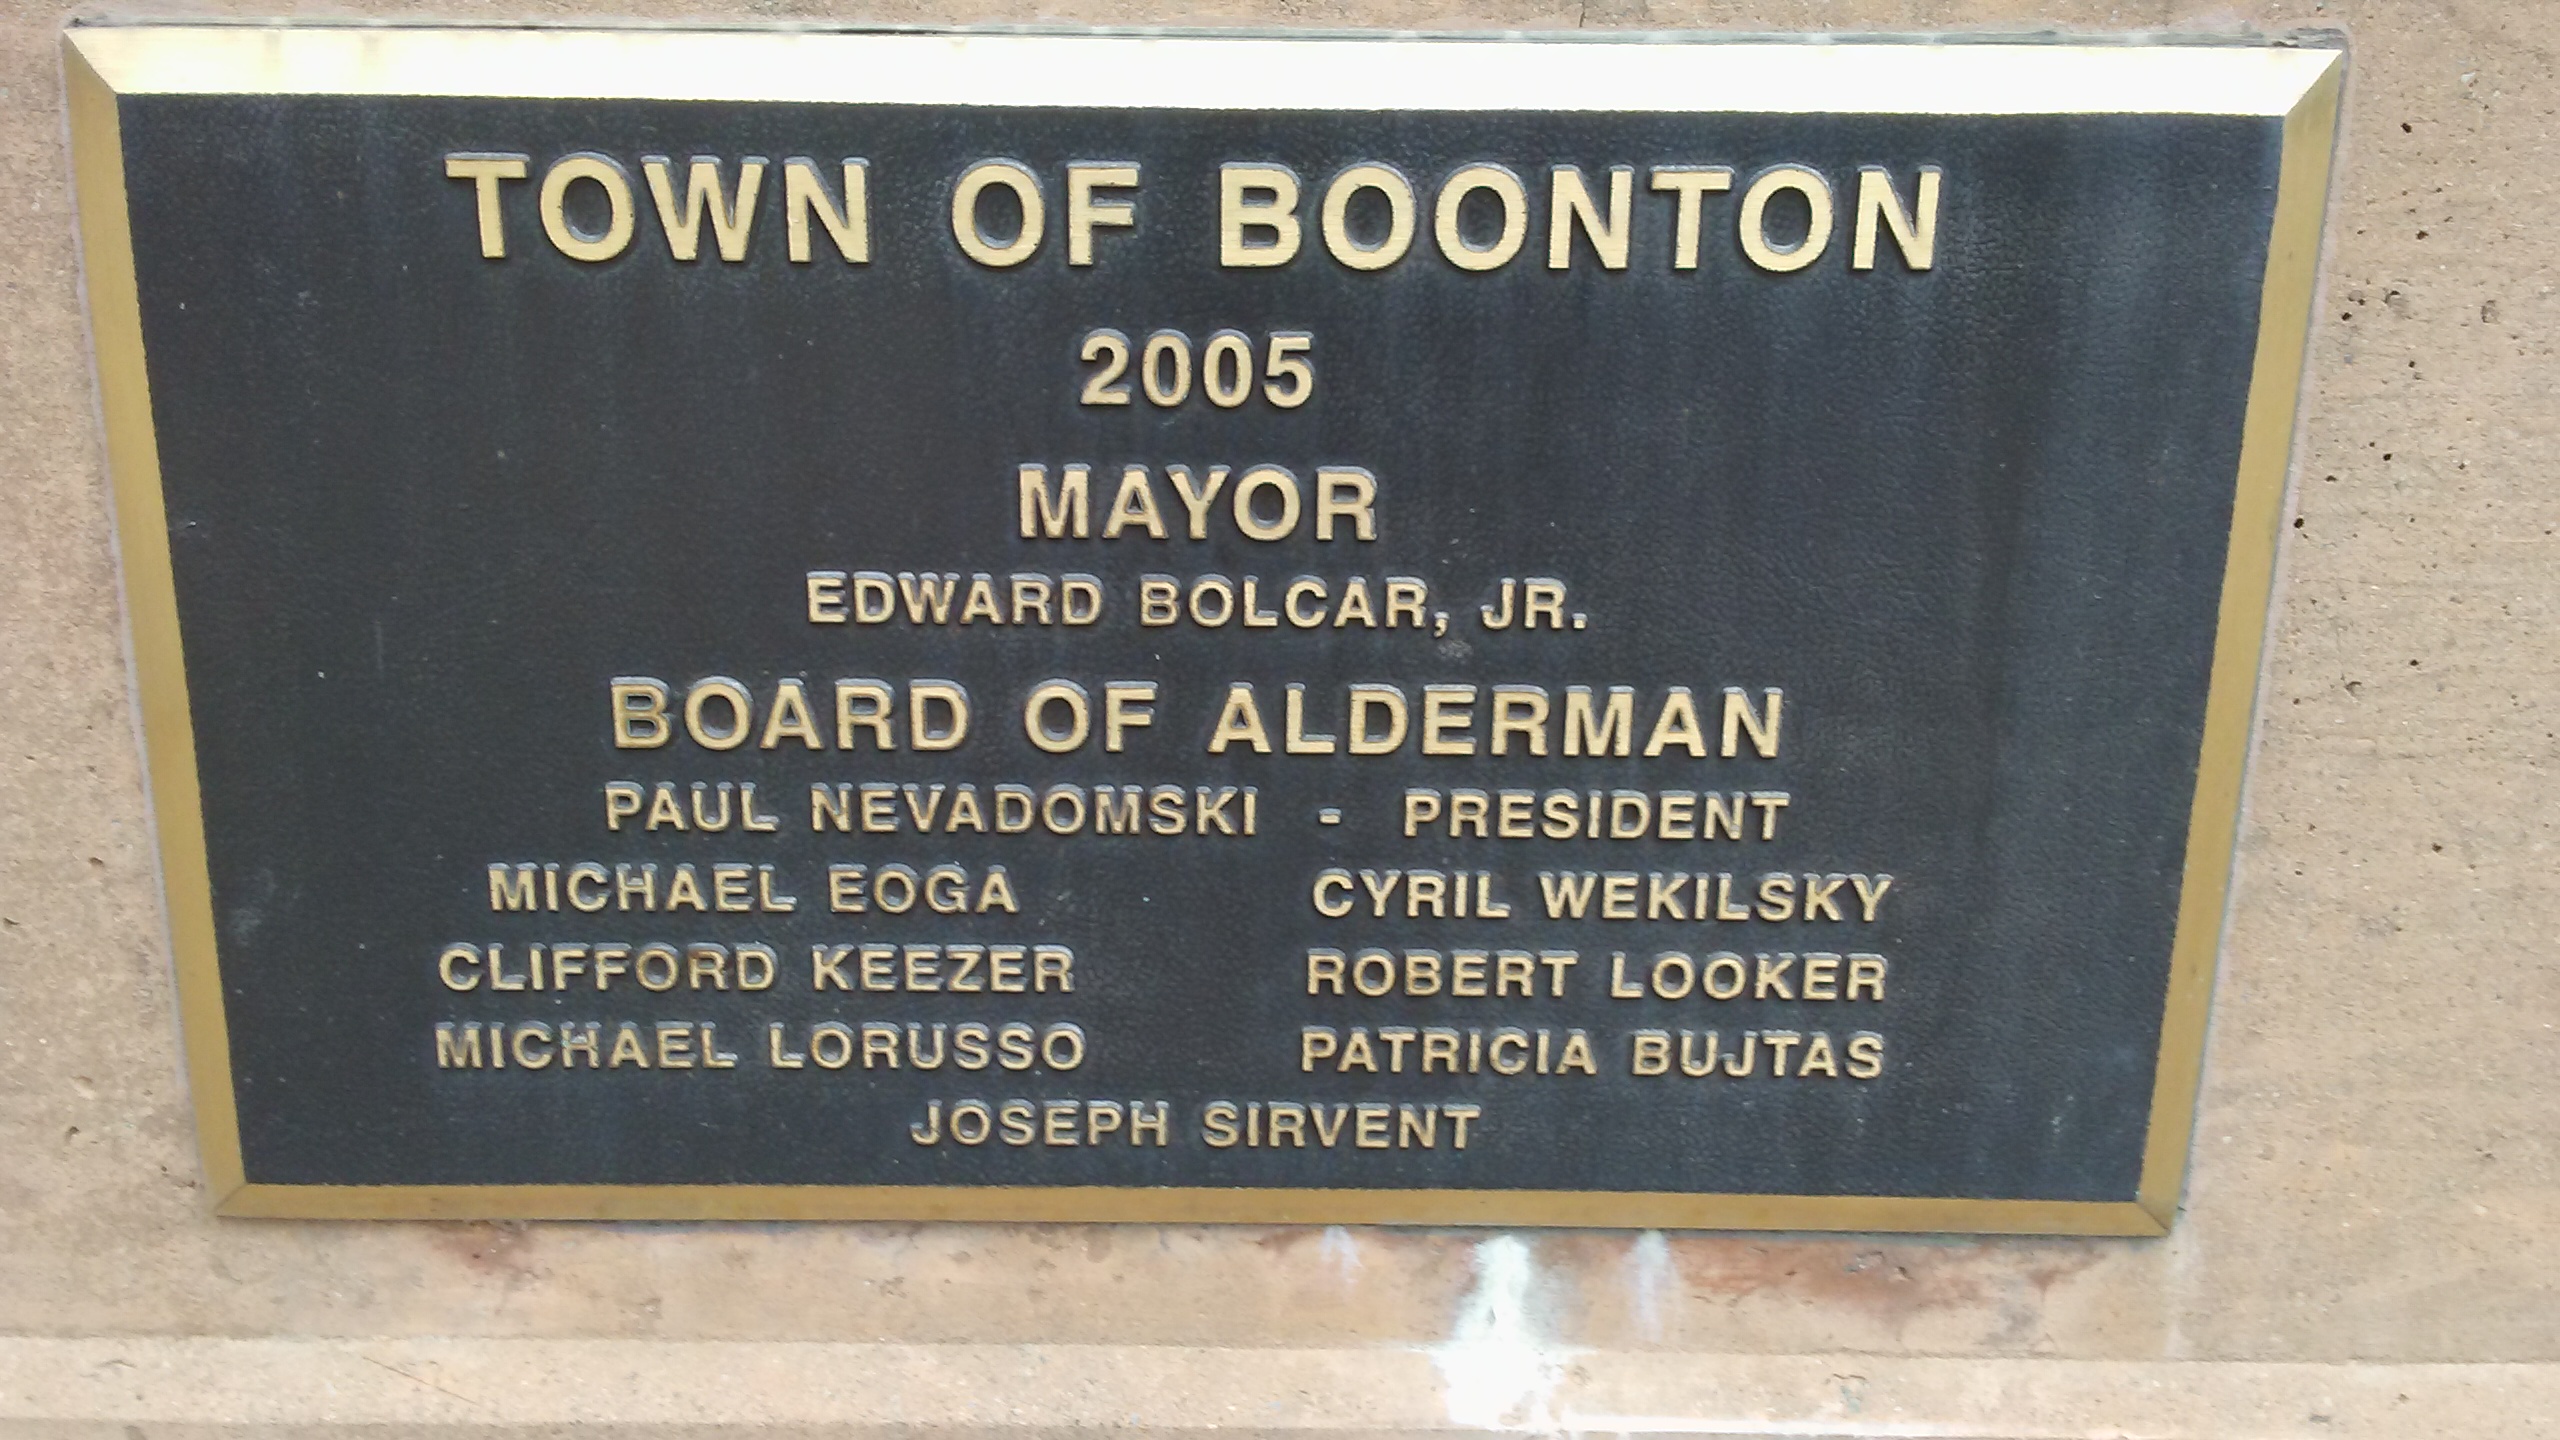 TOWN OF BOONTON
2005
MAYOR
EDWARD BOLCAR, JR.
BOARD OF ALDERMAN
PAUL NEVADOMSKI - PRESIDENT
MICHAEL EOGA CYRIL WEKILSKY
CLIFFORD KEEZER ROBERT LOOKER
MICHAEL LORUSSO PATRICIA BUJTAS
JOSEPH SIRVENT